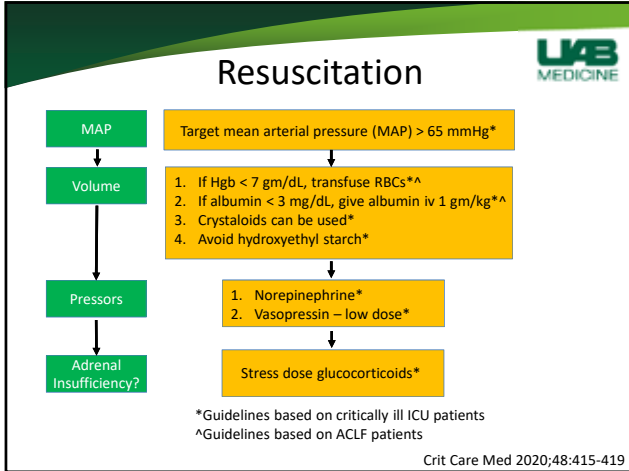 Resuscitation
UAB
MEDICINE
MAP
Target mean arterial pressure (MAP) > 65 mmHg*
Volume
1. If Hgb < 7 gm/dL, transfuse RBCs*^
2. If albumin < 3 mg/dL, give albumin iv 1 gm/kg*^
3. Crystaloids can be used*
4. Avoid hydroxyethyl starch*
Pressors
1. Norepinephrine*
2. Vasopressin – low dose*
Adrenal
Insufficiency?
Stress dose glucocorticoids*
*Guidelines based on critically ill ICU patients
^Guidelines based on ACLF patients
Crit Care Med 2020;48:415-419